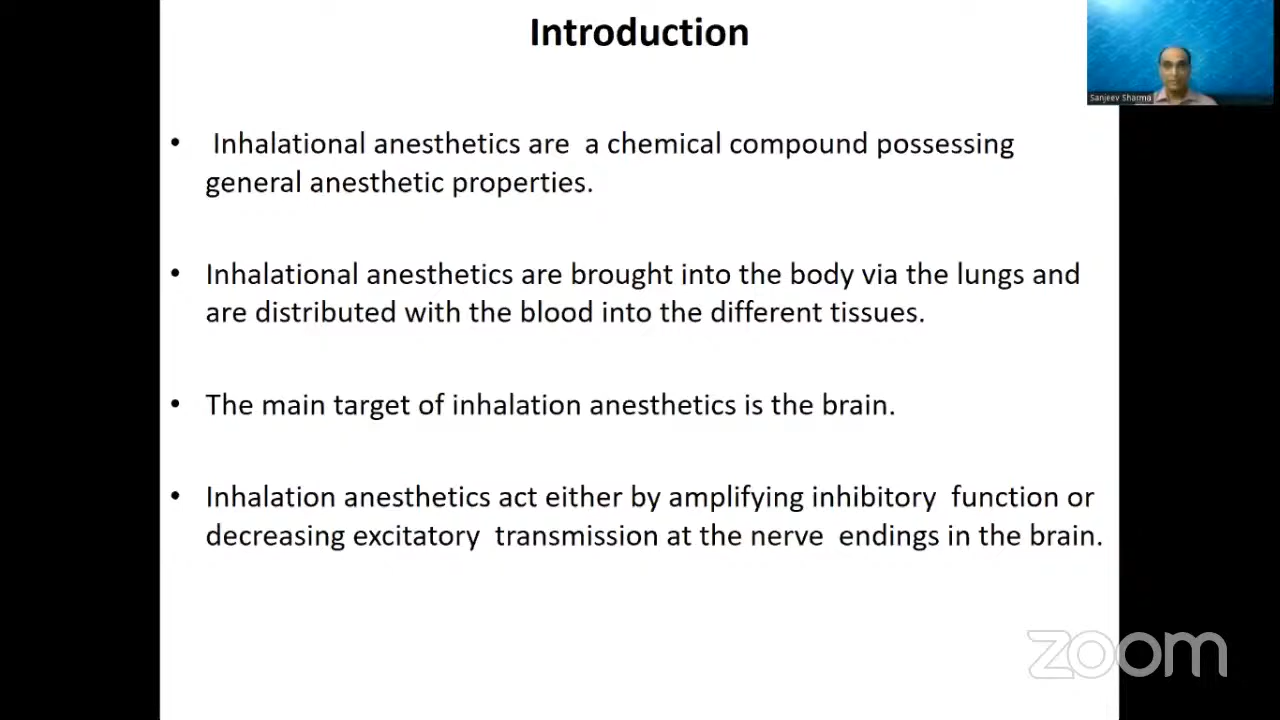 Introduction
Sanjeev Sharma
• Inhalational anesthetics are a chemical compound possessing
general anesthetic properties.
• Inhalational anesthetics are brought into the body via the lungs and
are distributed with the blood into the different tissues.
• The main target of inhalation anesthetics is the brain.
• Inhalation anesthetics act either by amplifying inhibitory function or
decreasing excitatory transmission at the nerve endings in the brain.
zoom